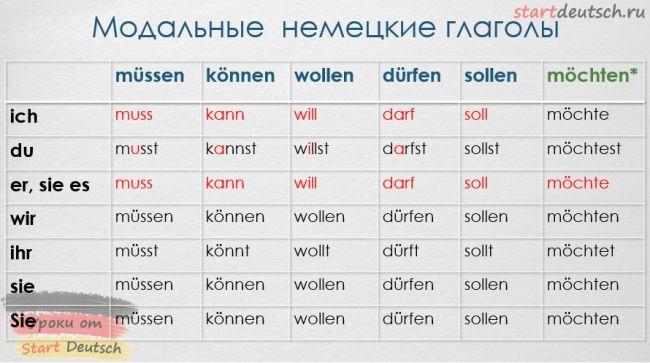 startdeutsch.ru
Модальные немецкие глаголы
müssen können wollen dürfen sollen möchten*
ich muss kann will darf soll möchte
du musst kannst willst darfst sollst möchtest
er, sie es muss kann will darf soll möchte
wir müssen können wollen dürfen sollen möchten
ihr müsst könnt wollt dürft sollt möchtet
sie müssen können wollen dürfen sollen möchten
Sie müssen können wollen dürfen sollen möchten
Уроки от
Start Deutsch